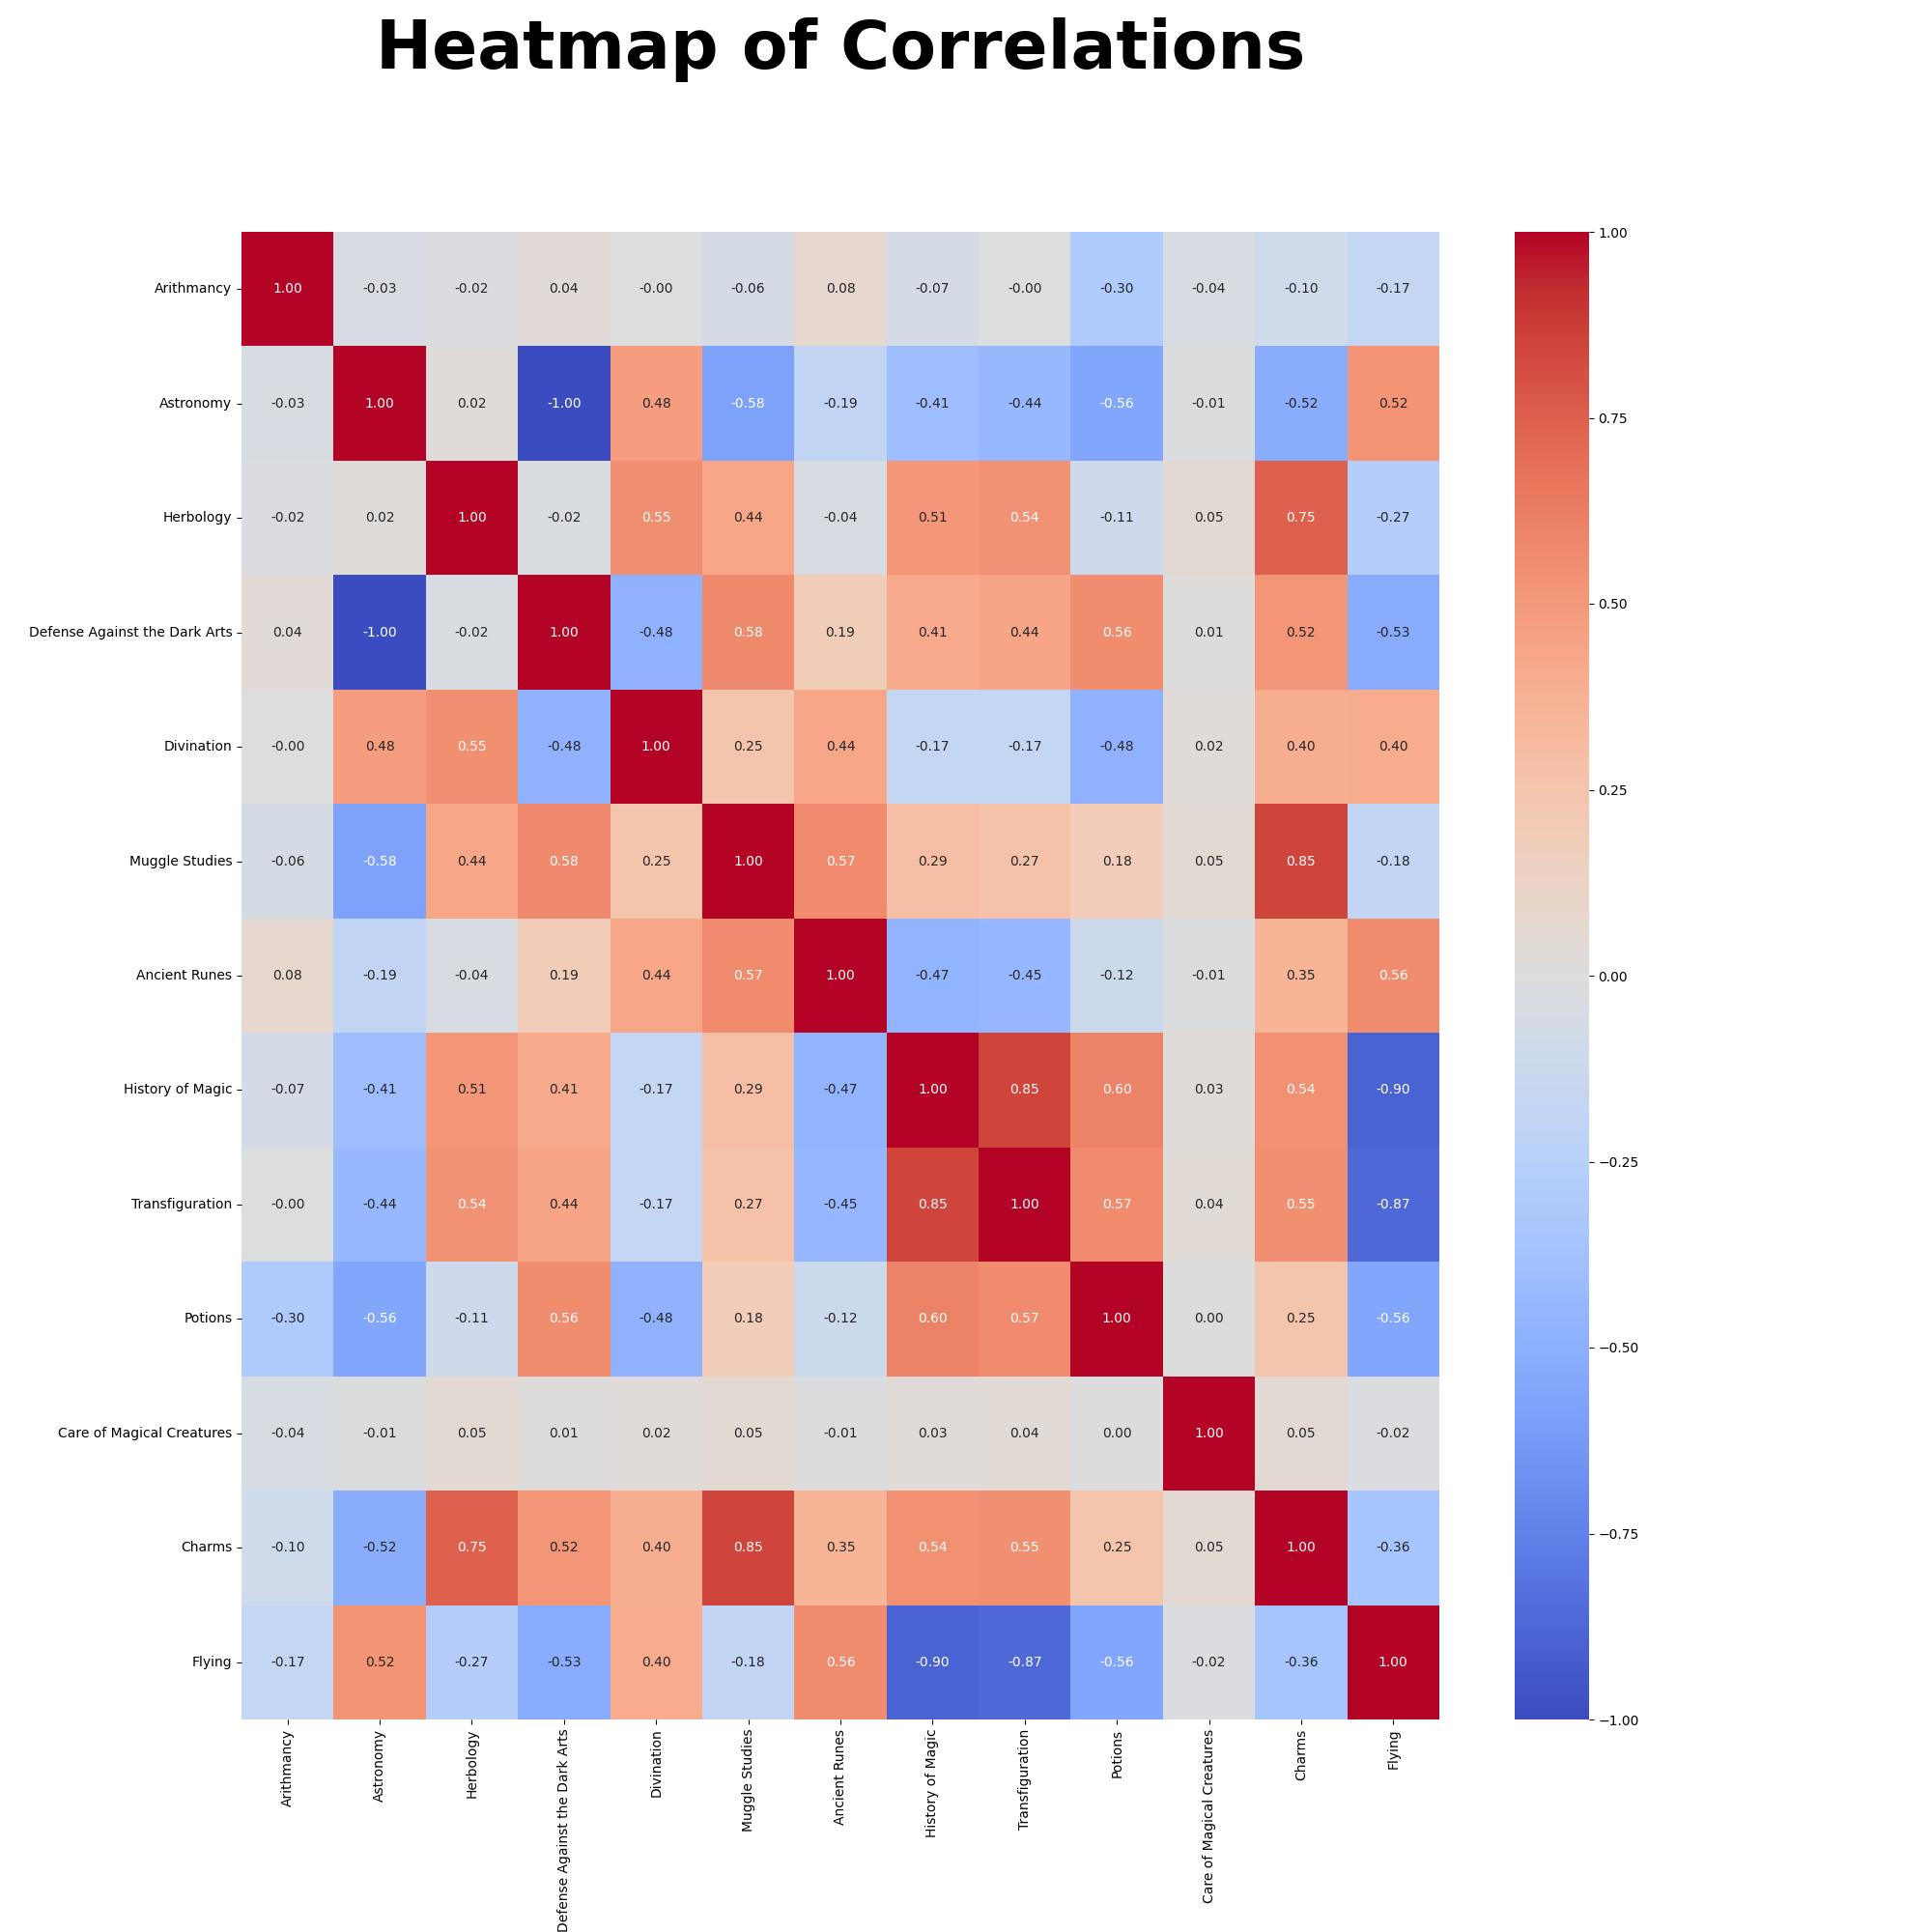 Heatmap of Correlations
Arithmancy 1.00 -0.03 -0.02 0.04 -0.00 -0.06 0.08 -0.07 -0.00 -0.30 -0.04 -0.10 -0.17
Astronomy -0.03 1.00 0.02 -1.00 0.48 -0.58 -0.19 -0.41 -0.44 -0.56 -0.01 -0.52 0.52
Herbology -0.02 0.02 1.00 -0.02 0.55 0.44 -0.04 0.51 0.54 -0.11 0.05 0.75 -0.27
Defense Against the Dark Arts 0.04 -1.00 -0.02 1.00 -0.48 0.58 0.19 0.41 0.44 0.56 0.01 0.52 -0.53
Divination -0.00 0.48 0.55 -0.48 1.00 0.25 0.44 -0.17 -0.17 -0.48 0.02 0.40 0.40
Muggle Studies -0.06 -0.58 0.44 0.58 0.25 1.00 0.57 0.29 0.27 0.18 0.05 0.85 -0.18
Ancient Runes 0.08 -0.19 -0.04 0.19 0.44 0.57 1.00 -0.47 -0.45 -0.12 -0.01 0.35 0.56
History of Magic -0.07 -0.41 0.51 0.41 -0.17 0.29 -0.47 1.00 0.85 0.60 0.03 0.54 -0.90
Transfiguration -0.00 -0.44 0.54 0.44 -0.17 0.27 -0.45 0.85 1.00 0.57 0.04 0.55 -0.87
Potions -0.30 -0.56 -0.11 0.56 -0.48 0.18 -0.12 0.60 0.57 1.00 0.00 0.25 -0.56
Care of Magical Creatures -0.04 -0.01 0.05 0.01 0.02 0.05 -0.01 0.03 0.04 0.00 1.00 0.05 -0.02
Charms -0.10 -0.52 0.75 0.52 0.40 0.85 0.35 0.54 0.55 0.25 0.05 1.00 -0.36
Flying -0.17 0.52 -0.27 -0.53 0.40 -0.18 0.56 -0.90 -0.87 -0.56 -0.02 -0.36 1.00
Arithmancy
Astronomy
Herbology
Defense Against the Dark Arts
Divination
Muggle Studies
Ancient Runes
History of Magic
Transfiguration
Potions
Care of Magical Creatures
Charms
Flying
1.00
0.75
0.50
0.25
0.00
−0.25
−0.50
−0.75
−1.00